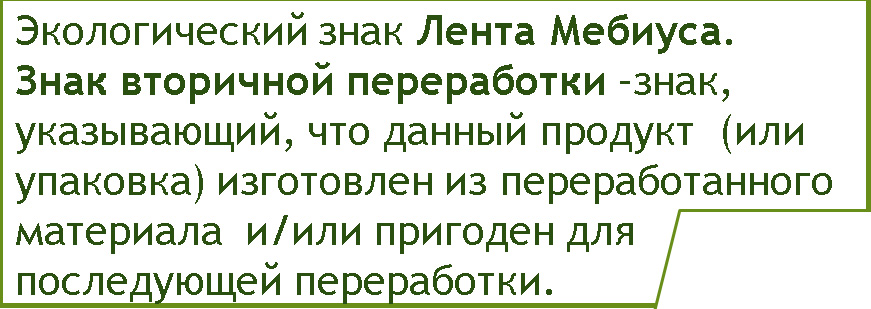 Экологический знак Лента Мебиуса.
Знак вторичной переработки –знак,
указывающий, что данный продукт (или
упаковка) изготовлен из переработанного
материала и/или пригоден для
последующей переработки.